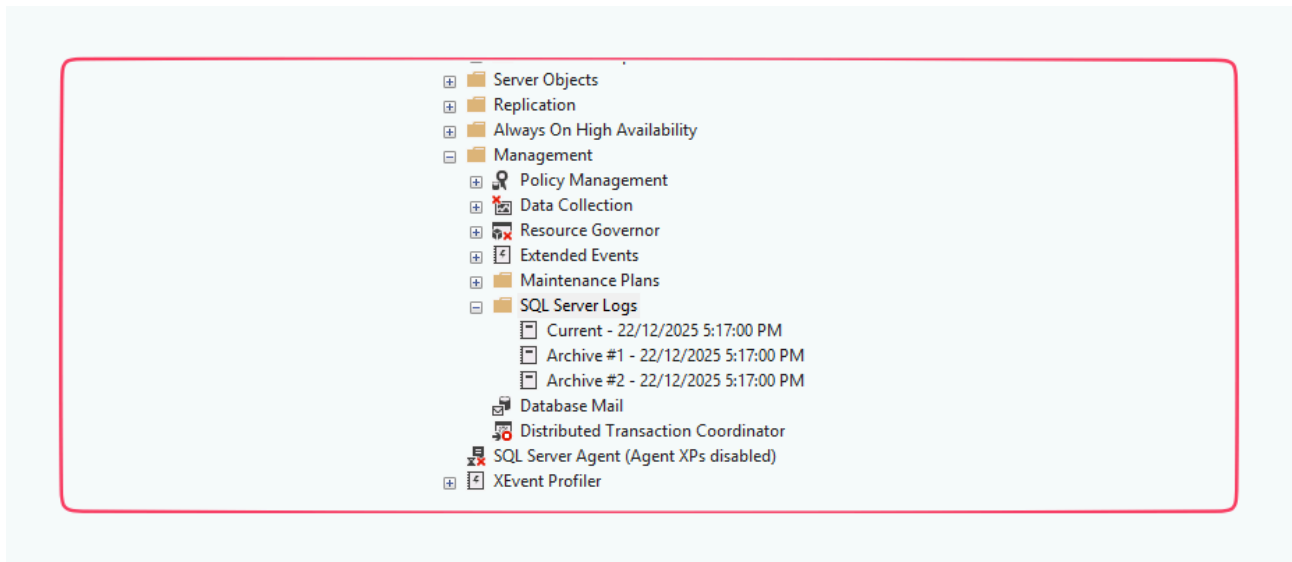 Server Objects
Replication
Always On High Availability
Management
Policy Management
Data Collection
Resource Governor
Extended Events
Maintenance Plans
SQL Server Logs
Current - 22/12/2025 5:17:00 PM
Archive #1 - 22/12/2025 5:17:00 PM
Archive #2 - 22/12/2025 5:17:00 PM
Database Mail
Distributed Transaction Coordinator
SQL Server Agent (Agent XPs disabled)
XEvent Profiler